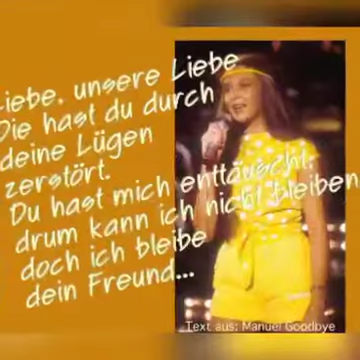 Liebe, unsere Liebe
Die hast du durch
deine Lügen
zerstört.
Du hast mich enttäuscht,
drum kann ich nicht bleiben
doch ich bleibe
dein Freund...
Text aus: Manuel Goodbye